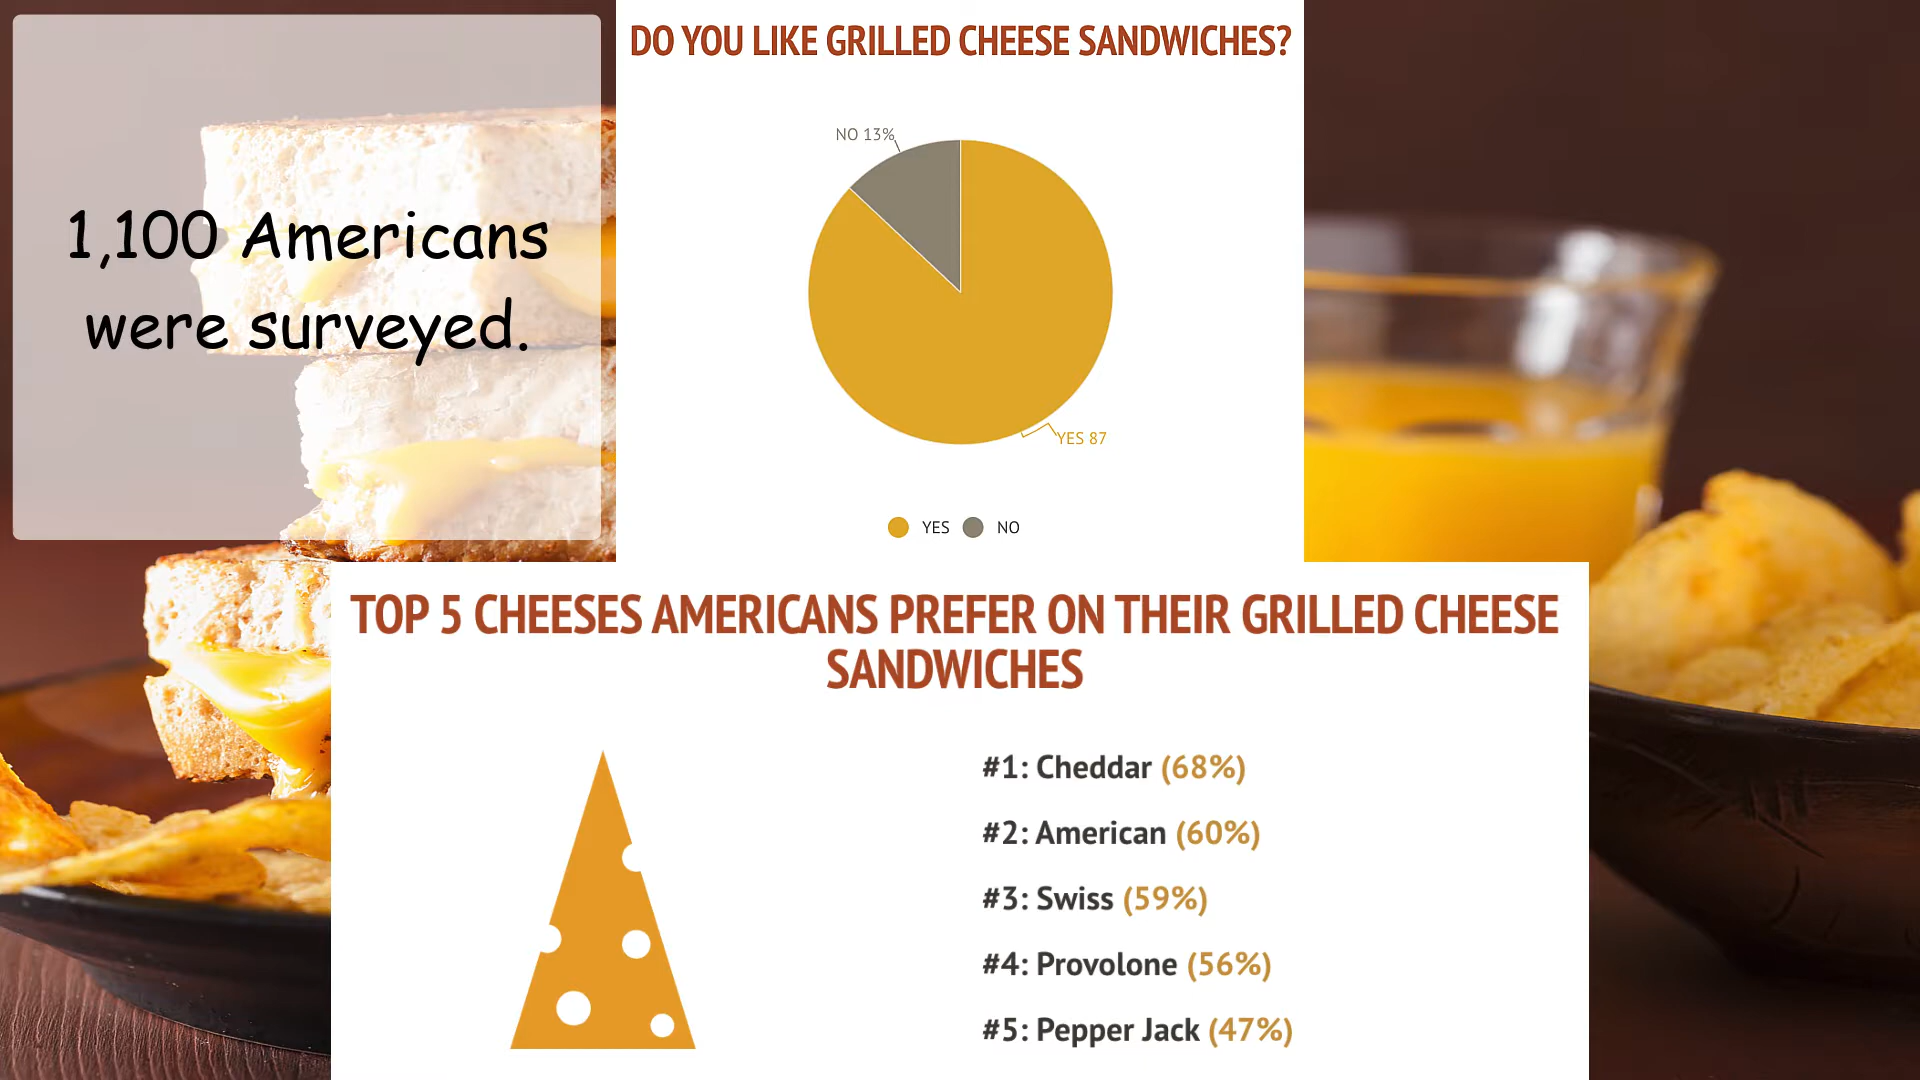 1,100 Americans
were surveyed.
DO YOU LIKE GRILLED CHEESE SANDWICHES?
NO 13%
YES 87
YES NO
TOP 5 CHEESES AMERICANS PREFER ON THEIR GRILLED CHEESE
SANDWICHES
#1: Cheddar (68%)
#2: American (60%)
#3: Swiss (59%)
#4: Provolone (56%)
#5: Pepper Jack (47%)